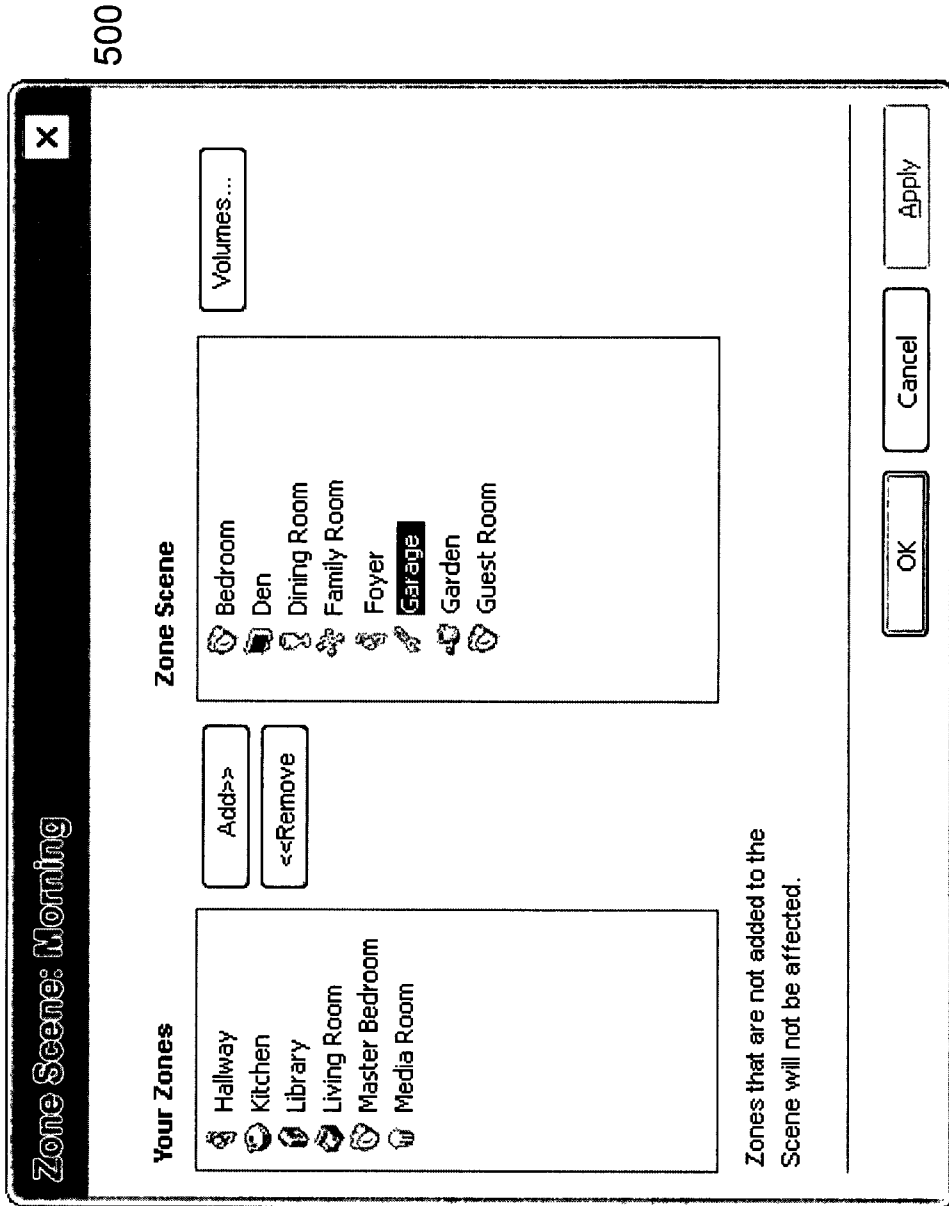 500
Zone Scene: Morning
X
Your Zones
Hallway
Kitchen
Library
Living Room
Master Bedroom
Media Room
Add>>
<<Remove
Zone Scene
Bedroom
Den
Dining Room
Family Room
Foyer
Garage
Garden
Guest Room
Volumes...
Zones that are not added to the
Scene will not be affected.
OK
Cancel
Apply